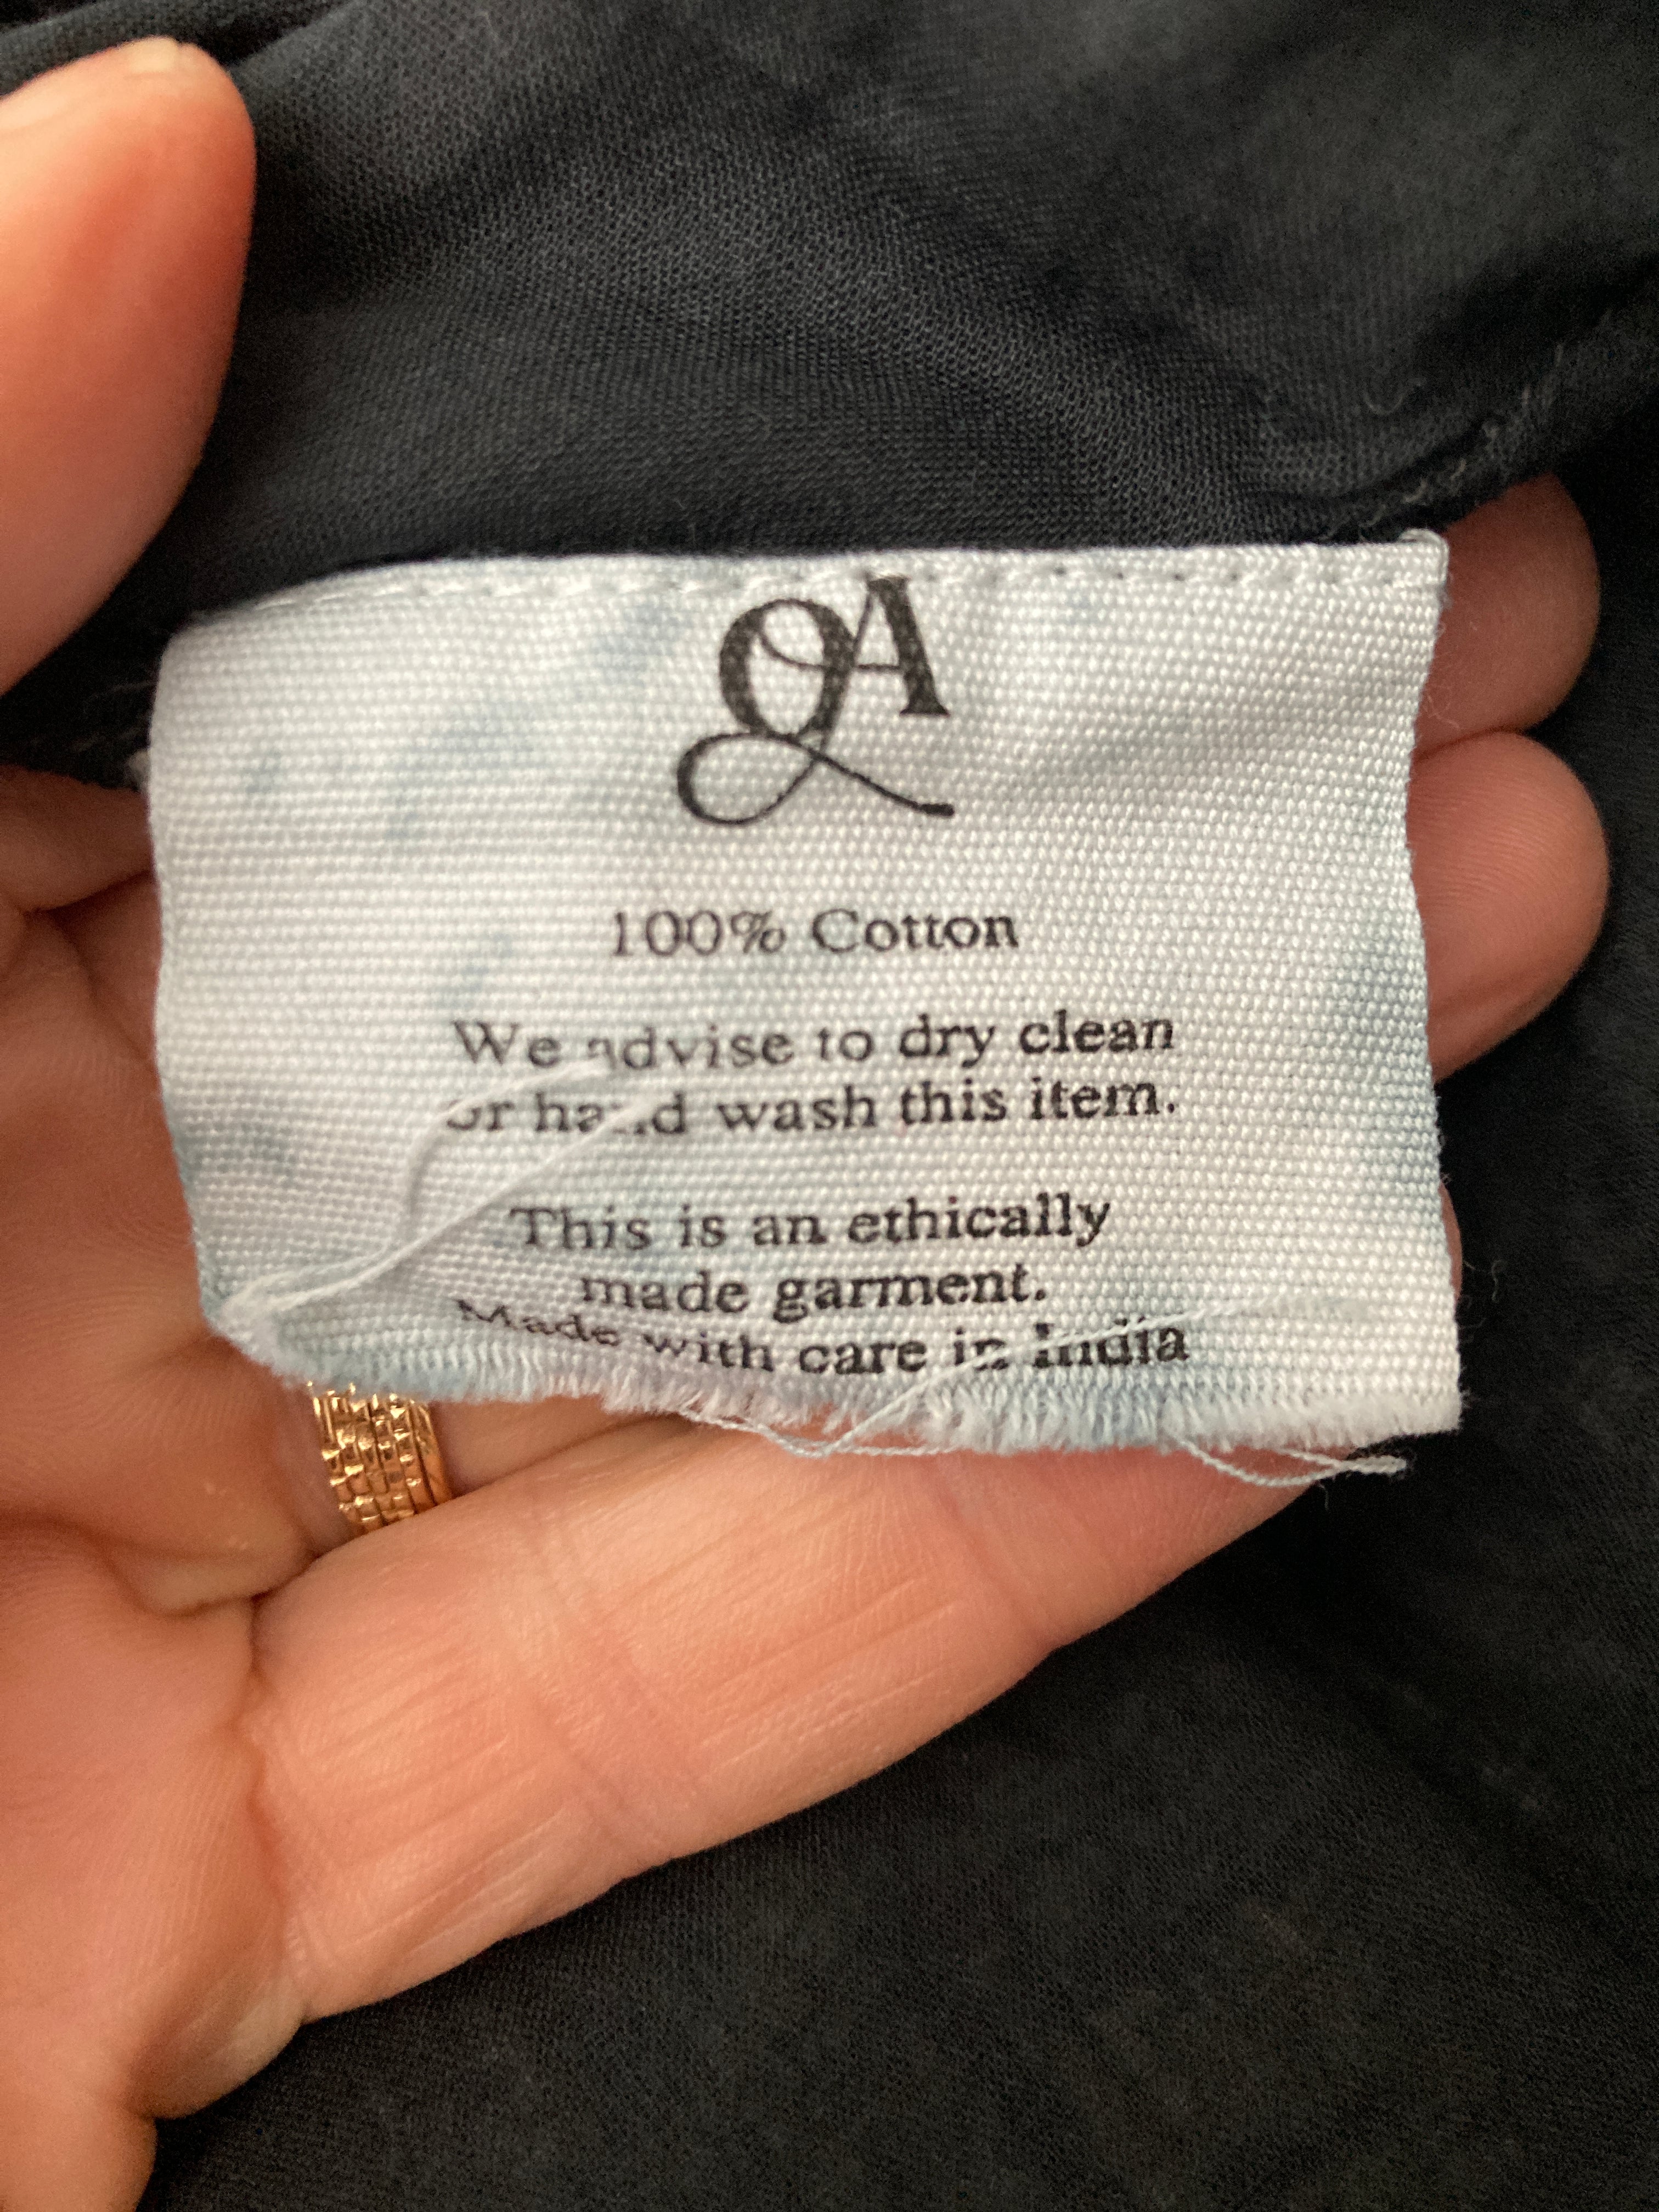 OA
100% Cotton
We advise to dry clean
or hand wash this item.
This is an ethically
made garment.
Made with care in India